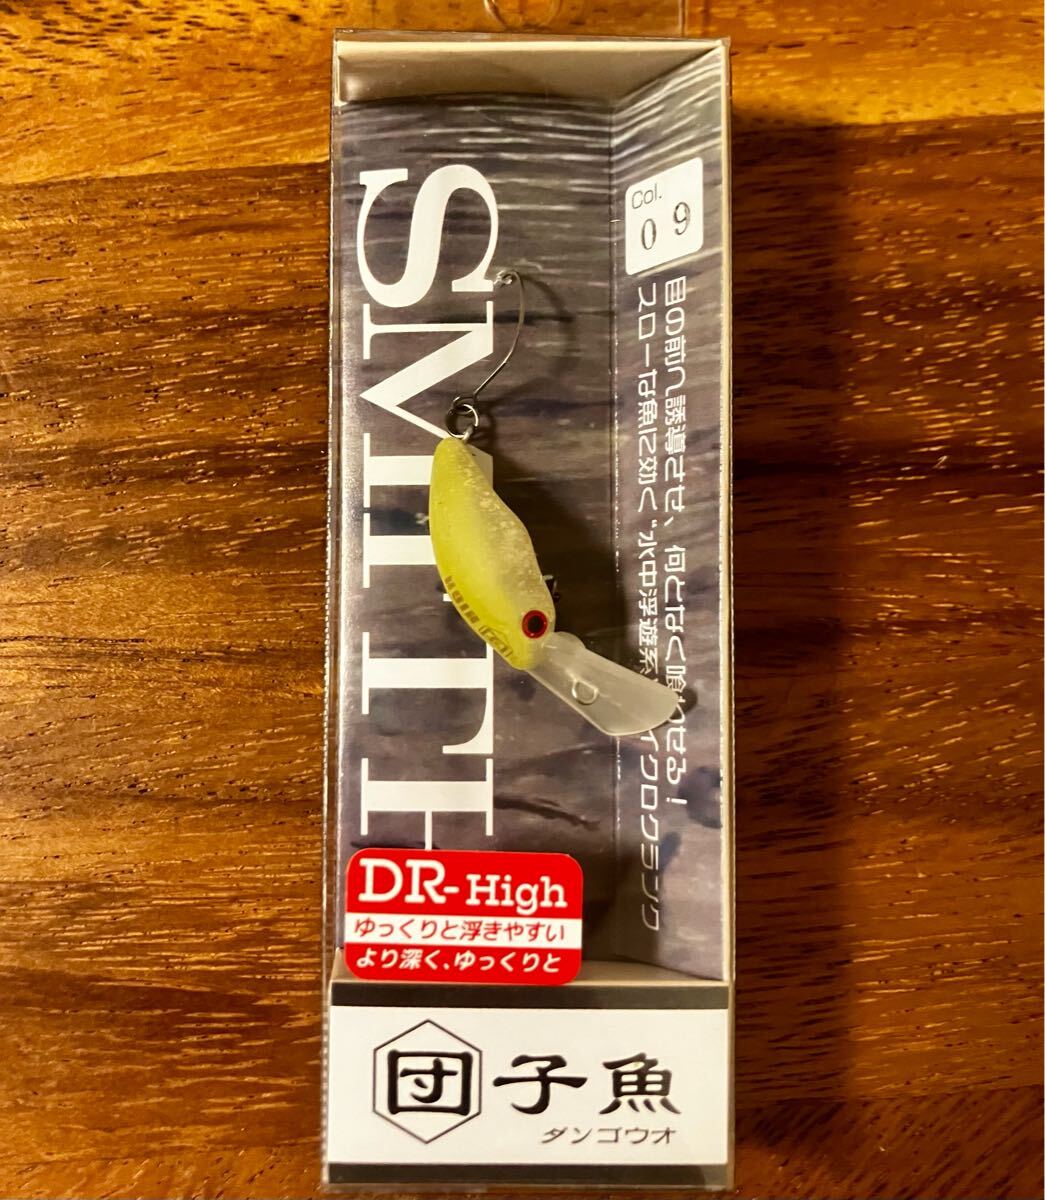 SMITH
Col.
09
目の前へ誘導させ、何となく喰わせる!
スローな魚に効く"水中浮遊系マイクロクランク
DR-High
ゆっくりと浮きやすい
より深く、ゆっくりと
団子魚
ダンゴウオ